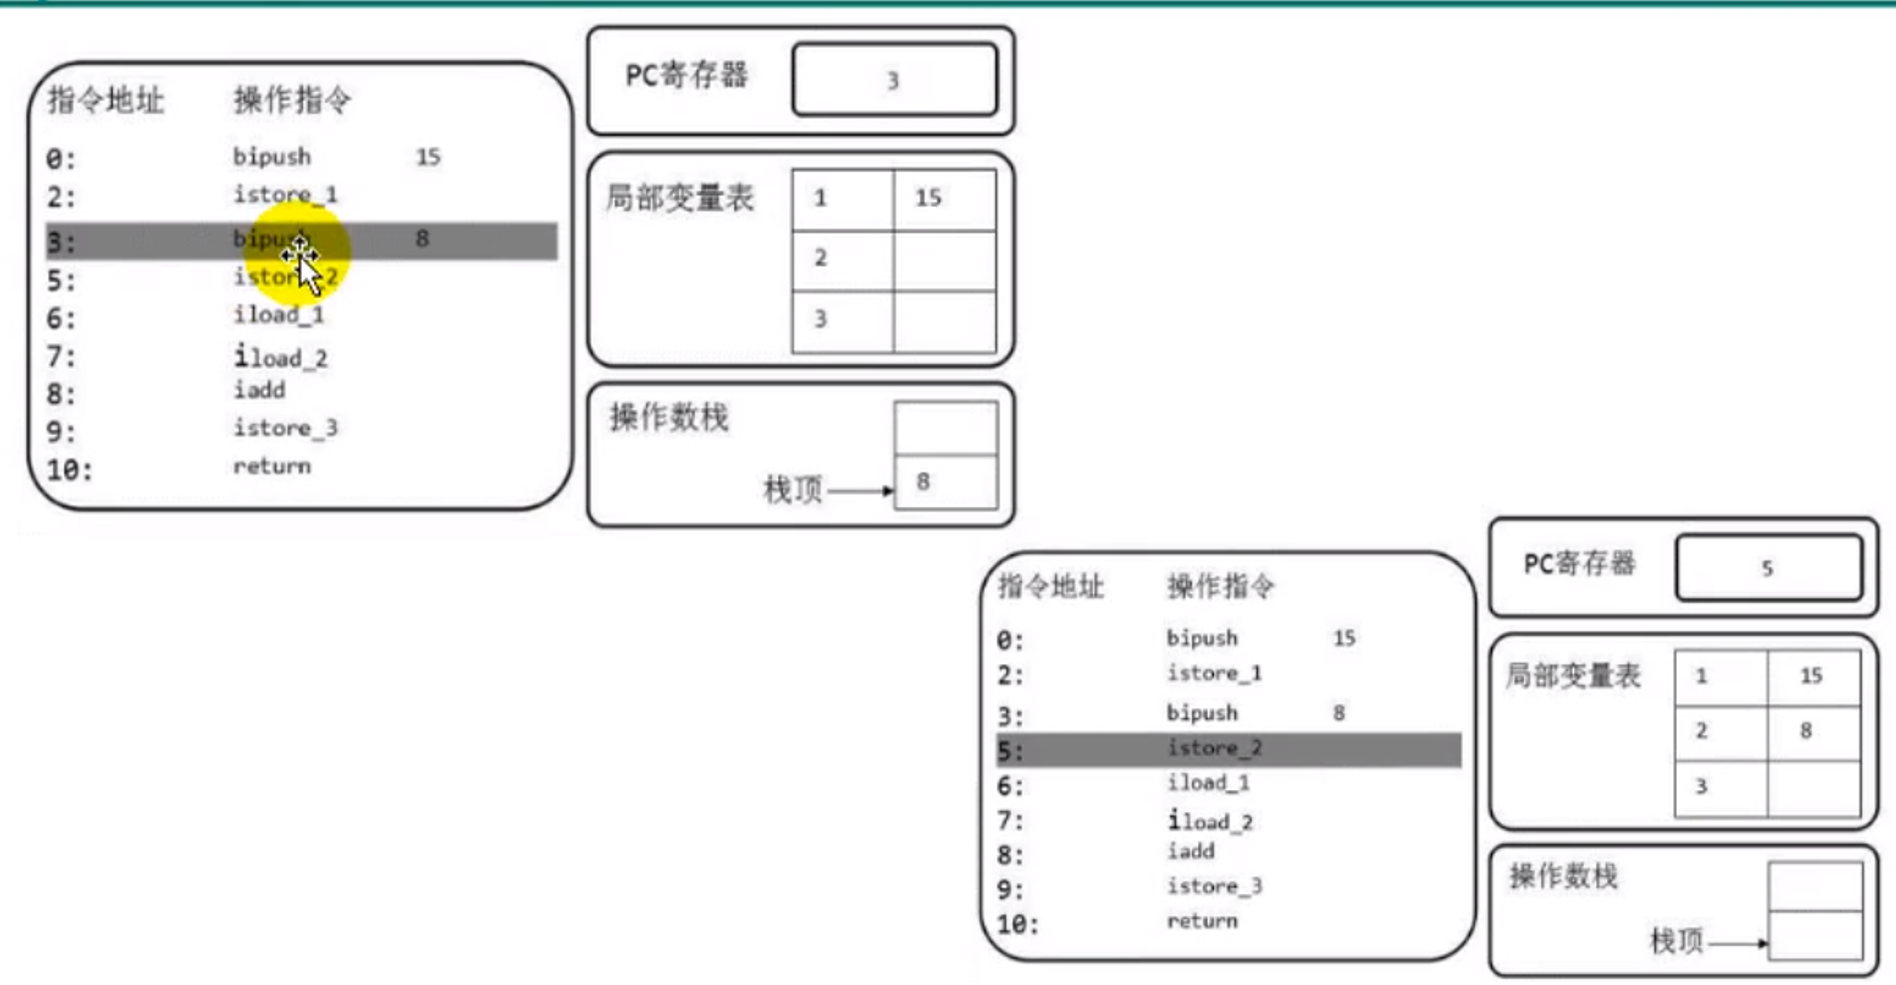 指令地址 操作指令
0: bipush 15
2: istore_1
3: bipush 8
5: istore_2
6: iload_1
7: iload_2
8: iadd
9: istore_3
10: return
PC寄存器 3
局部变量表 1 15
2
3
操作数栈
栈顶 8
指令地址 操作指令
0: bipush 15
2: istore_1
3: bipush 8
5: istore_2
6: iload_1
7: iload_2
8: iadd
9: istore_3
10: return
PC寄存器 5
局部变量表 1 15
2 8
3
操作数栈
栈顶